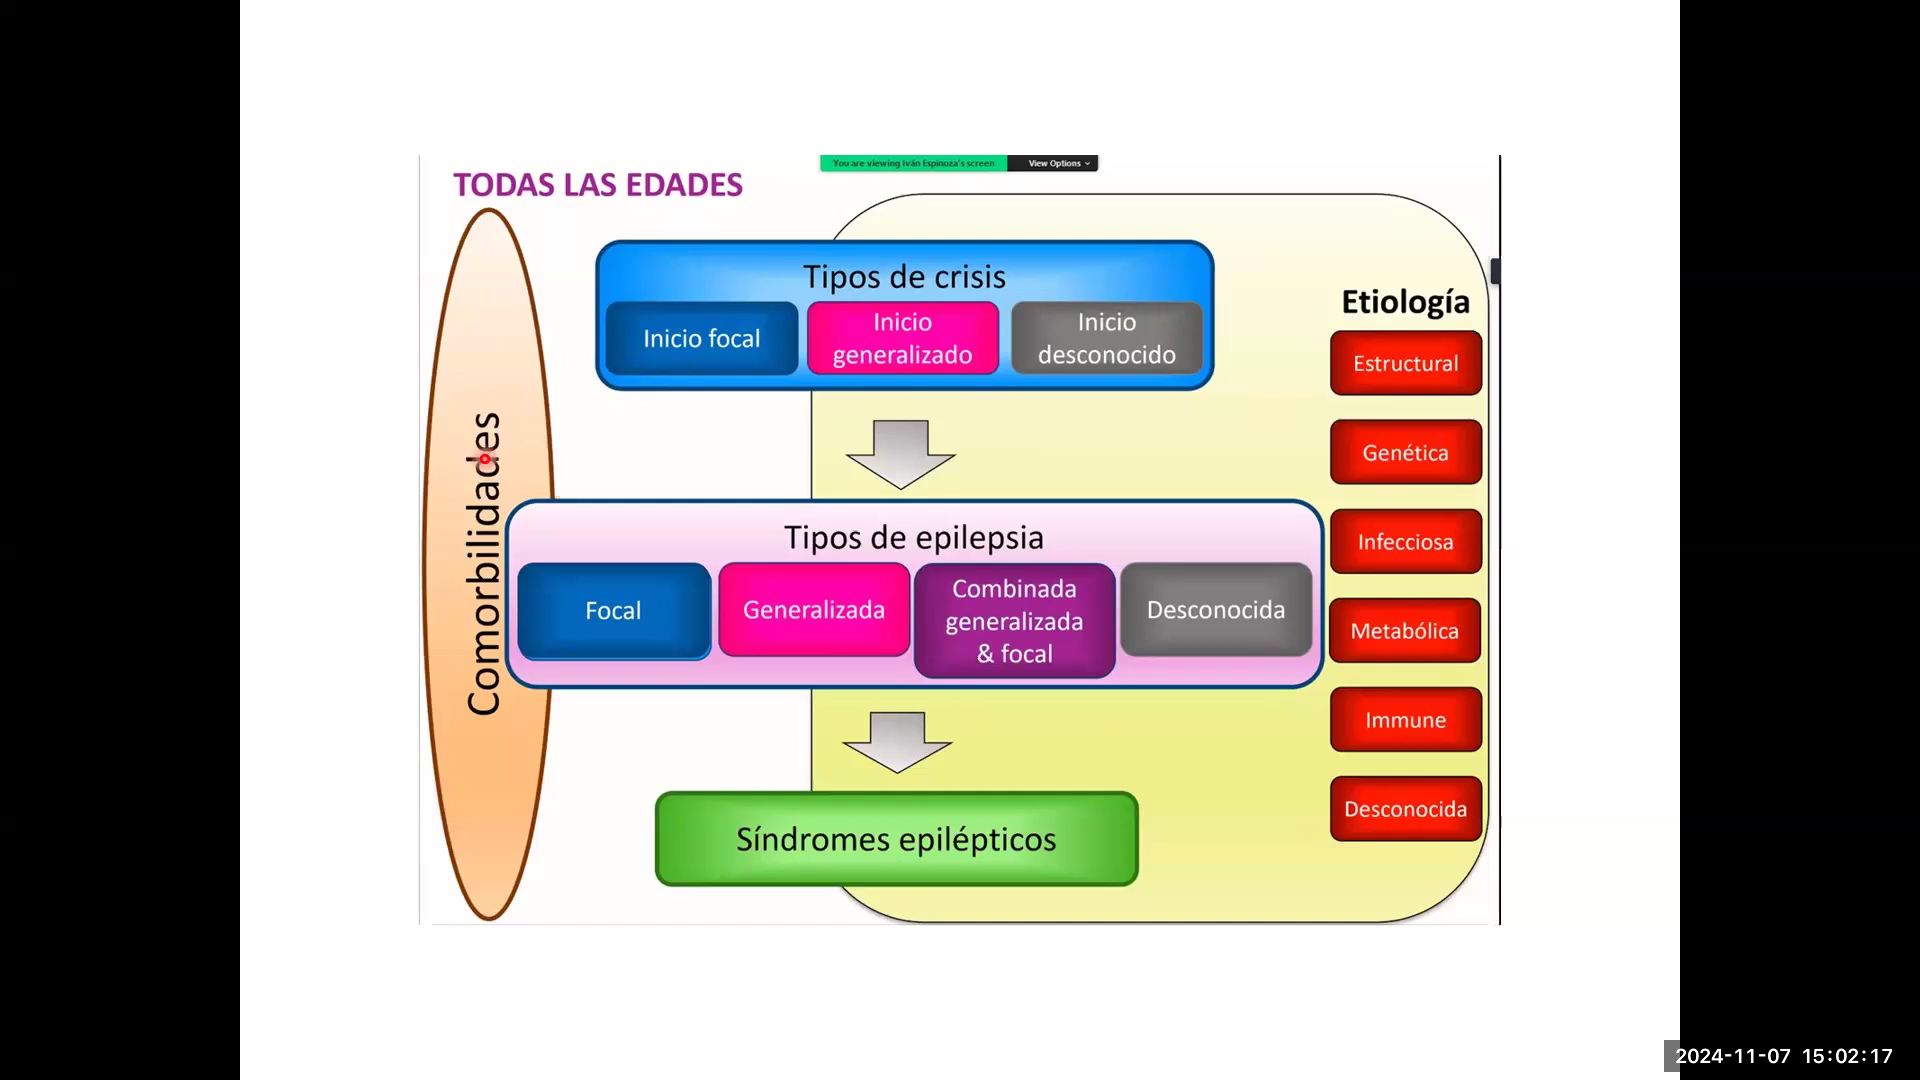 You are viewing Iván Espinoza's screen
View Options
TODAS LAS EDADES
Comorbilidades
Tipos de crisis
Inicio focal
Inicio
generalizado
Inicio
desconocido
Tipos de epilepsia
Focal
Generalizada
Combinada
generalizada
& focal
Desconocida
Síndromes epilépticos
Etiología
Estructural
Genética
Infecciosa
Metabólica
Immune
Desconocida
2024-11-07 15:02:17